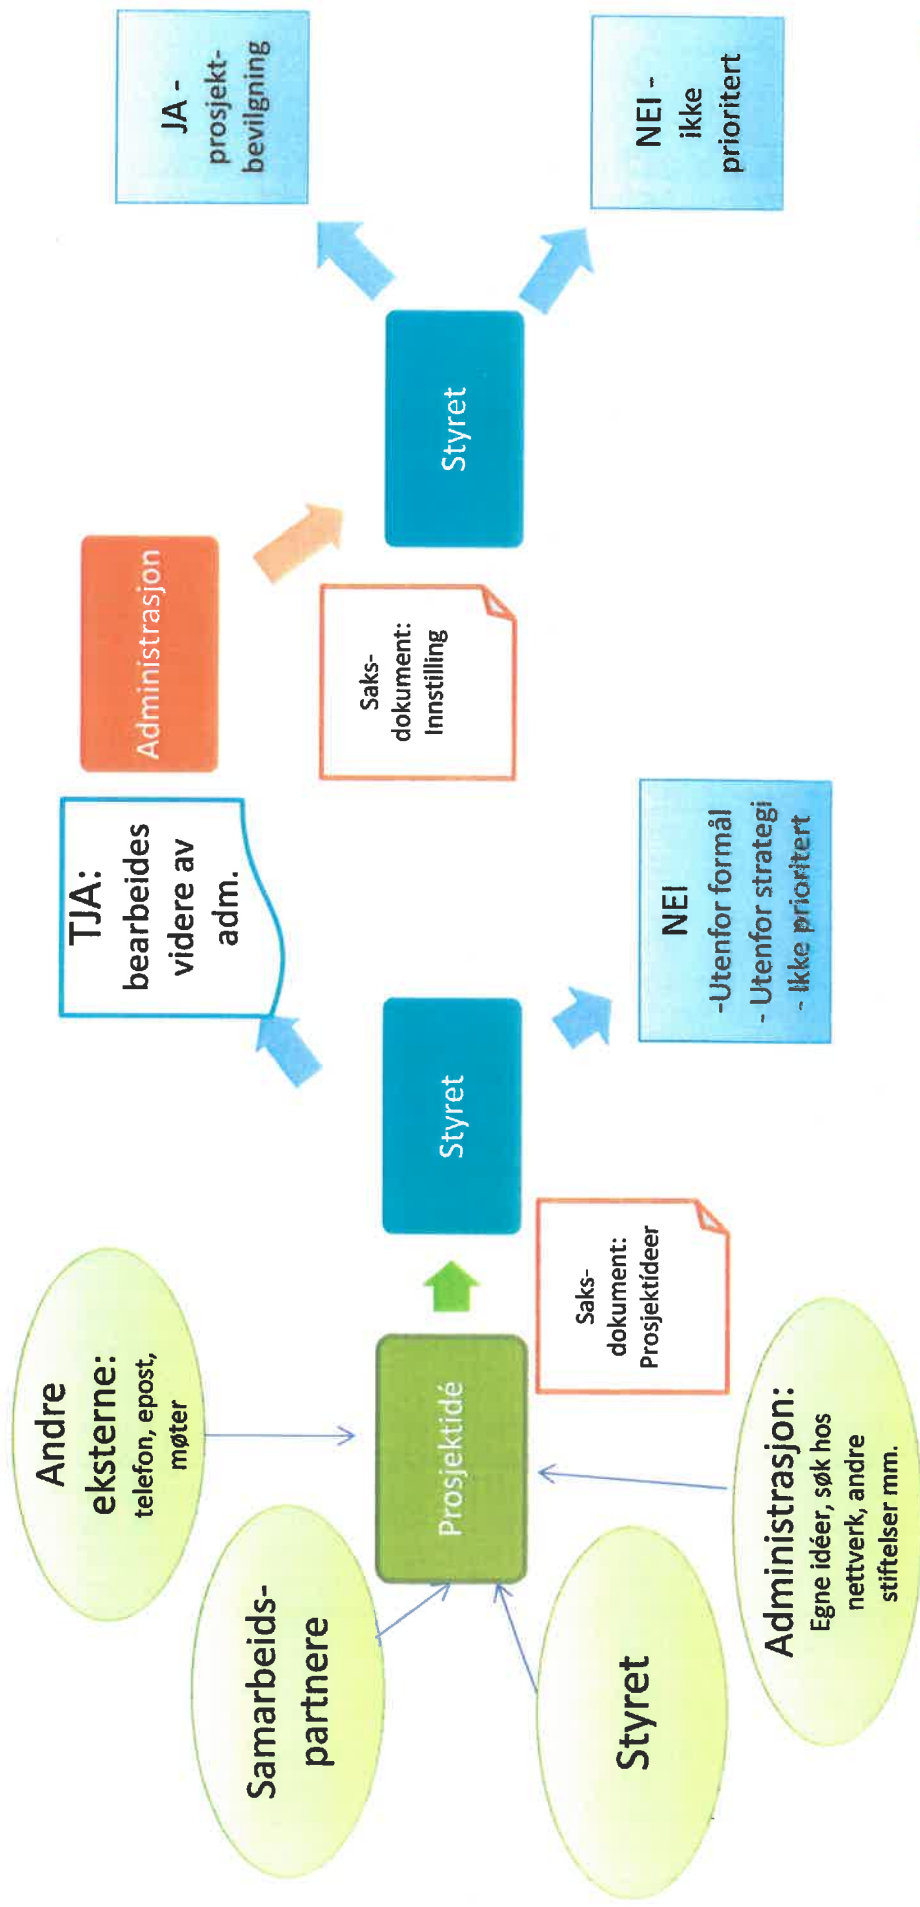 Andre
eksterne:
telefon, epost,
møter
Samarbeids-
partnere
Styret
Administrasjon:
Egne idéer, søk hos
nettverk, andre
stiftelser mm.
Prosjektidé
Saks-
dokument:
Prosjektideer
Styret
TJA:
bearbeides
videre av
adm.
NEI
-Utenfor formål
- Utenfor strategi
- Ikke prioritert
Administrasjon
Saks-
dokument:
Innstilling
Styret
JA -
prosjekt-
bevilgning
NEI -
ikke
prioritert